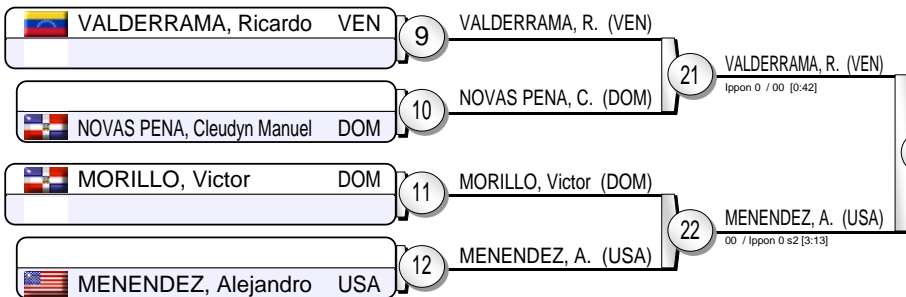 VALDERRAMA, Ricardo VEN
9
VALDERRAMA, R. (VEN)
21
VALDERRAMA, R. (VEN)
Ippon 0 / 00 [0:42]
10
NOVAS PENA, C. (DOM)
NOVAS PENA, Cleudyn Manuel DOM
MORILLO, Victor DOM
11
MORILLO, Victor (DOM)
22
MENENDEZ, A. (USA)
00 / Ippon 0 s2 [3:13]
12
MENENDEZ, A. (USA)
MENENDEZ, Alejandro USA